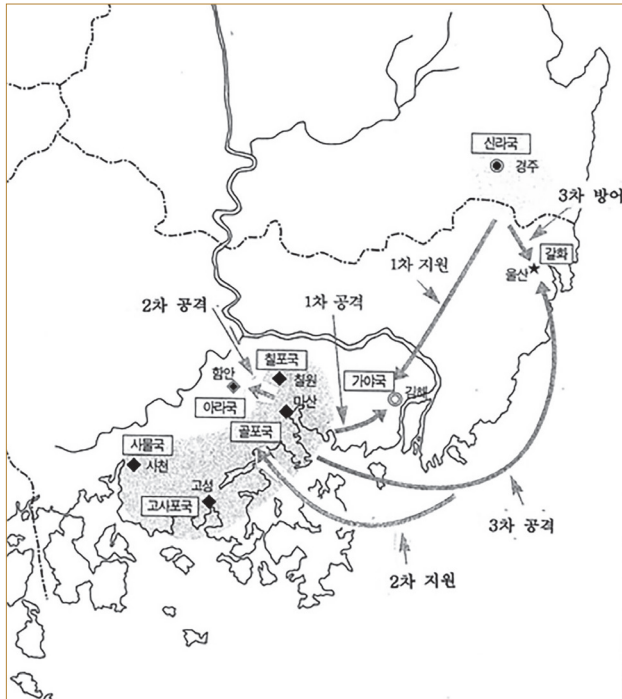 신라국
경주
3차 방어
갈화
울산
1차 지원
1차 공격
2차 공격
칠포국
칠원
함안
마산
아라국
가야국
김해
골포국
사물국
사천
고성
고사포국
3차 공격
2차 지원